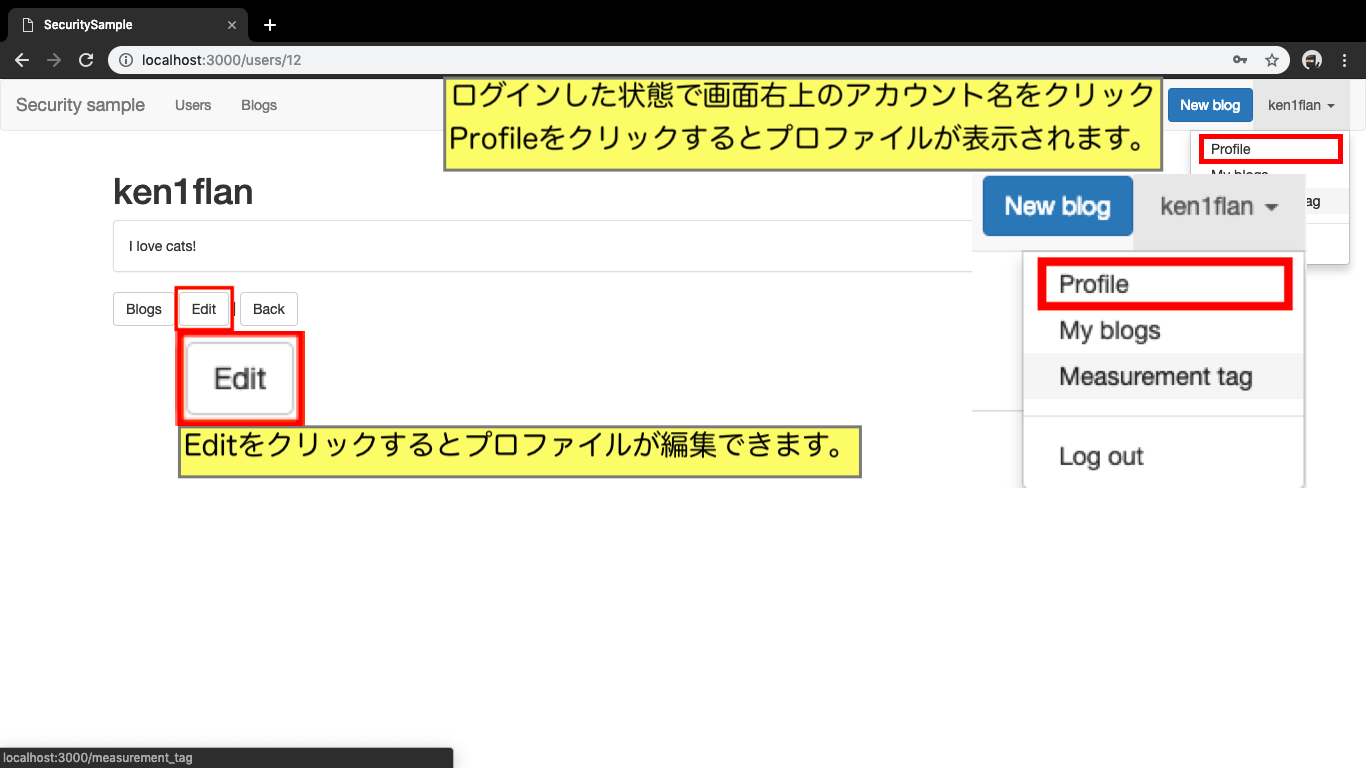 SecuritySample
localhost:3000/users/12
Security sample Users Blogs New blog ken1flan
ログインした状態で画面右上のアカウント名をクリック
Profileをクリックするとプロファイルが表示されます。
Profile
My blogs
ag
ken1flan
I love cats!
Blogs Edit Back
Edit
Editをクリックするとプロファイルが編集できます。
New blog ken1flan
Profile
My blogs
Measurement tag
Log out
localhost:3000/measurement_tag